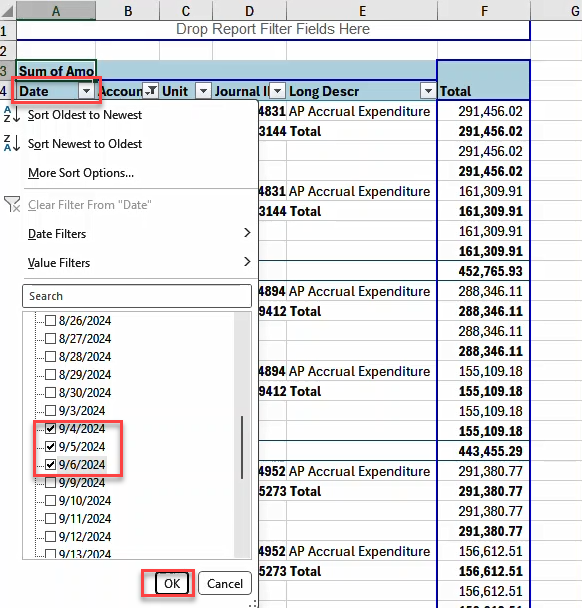 A B C D E F G
1 Drop Report Filter Fields Here
2
3 Sum of Amo
4 Date Accoun Unit Journal I Long Descr Total
4831 AP Accrual Expenditure 291,456.02
Sort Oldest to Newest
3144 Total 291,456.02
Sort Newest to Oldest
291,456.02
291,456.02
More Sort Options...
4831 AP Accrual Expenditure 161,309.91
Clear Filter From "Date"
3144 Total 161,309.91
Date Filters
161,309.91
161,309.91
Value Filters
452,765.93
Search
4894 AP Accrual Expenditure 288,346.11
8/26/2024
9412 Total 288,346.11
8/27/2024
288,346.11
8/28/2024
288,346.11
8/29/2024
4894 AP Accrual Expenditure 155,109.18
8/30/2024
9412 Total 155,109.18
9/3/2024
155,109.18
9/4/2024
155,109.18
9/5/2024
443,455.29
9/6/2024
4952 AP Accrual Expenditure 291,380.77
9/9/2024
5273 Total 291,380.77
9/10/2024
291,380.77
9/11/2024
291,380.77
9/12/2024
9/13/2024
4952 AP Accrual Expenditure 156,612.51
5273 Total 156,612.51
OK Cancel
156,612.51
156,612.51